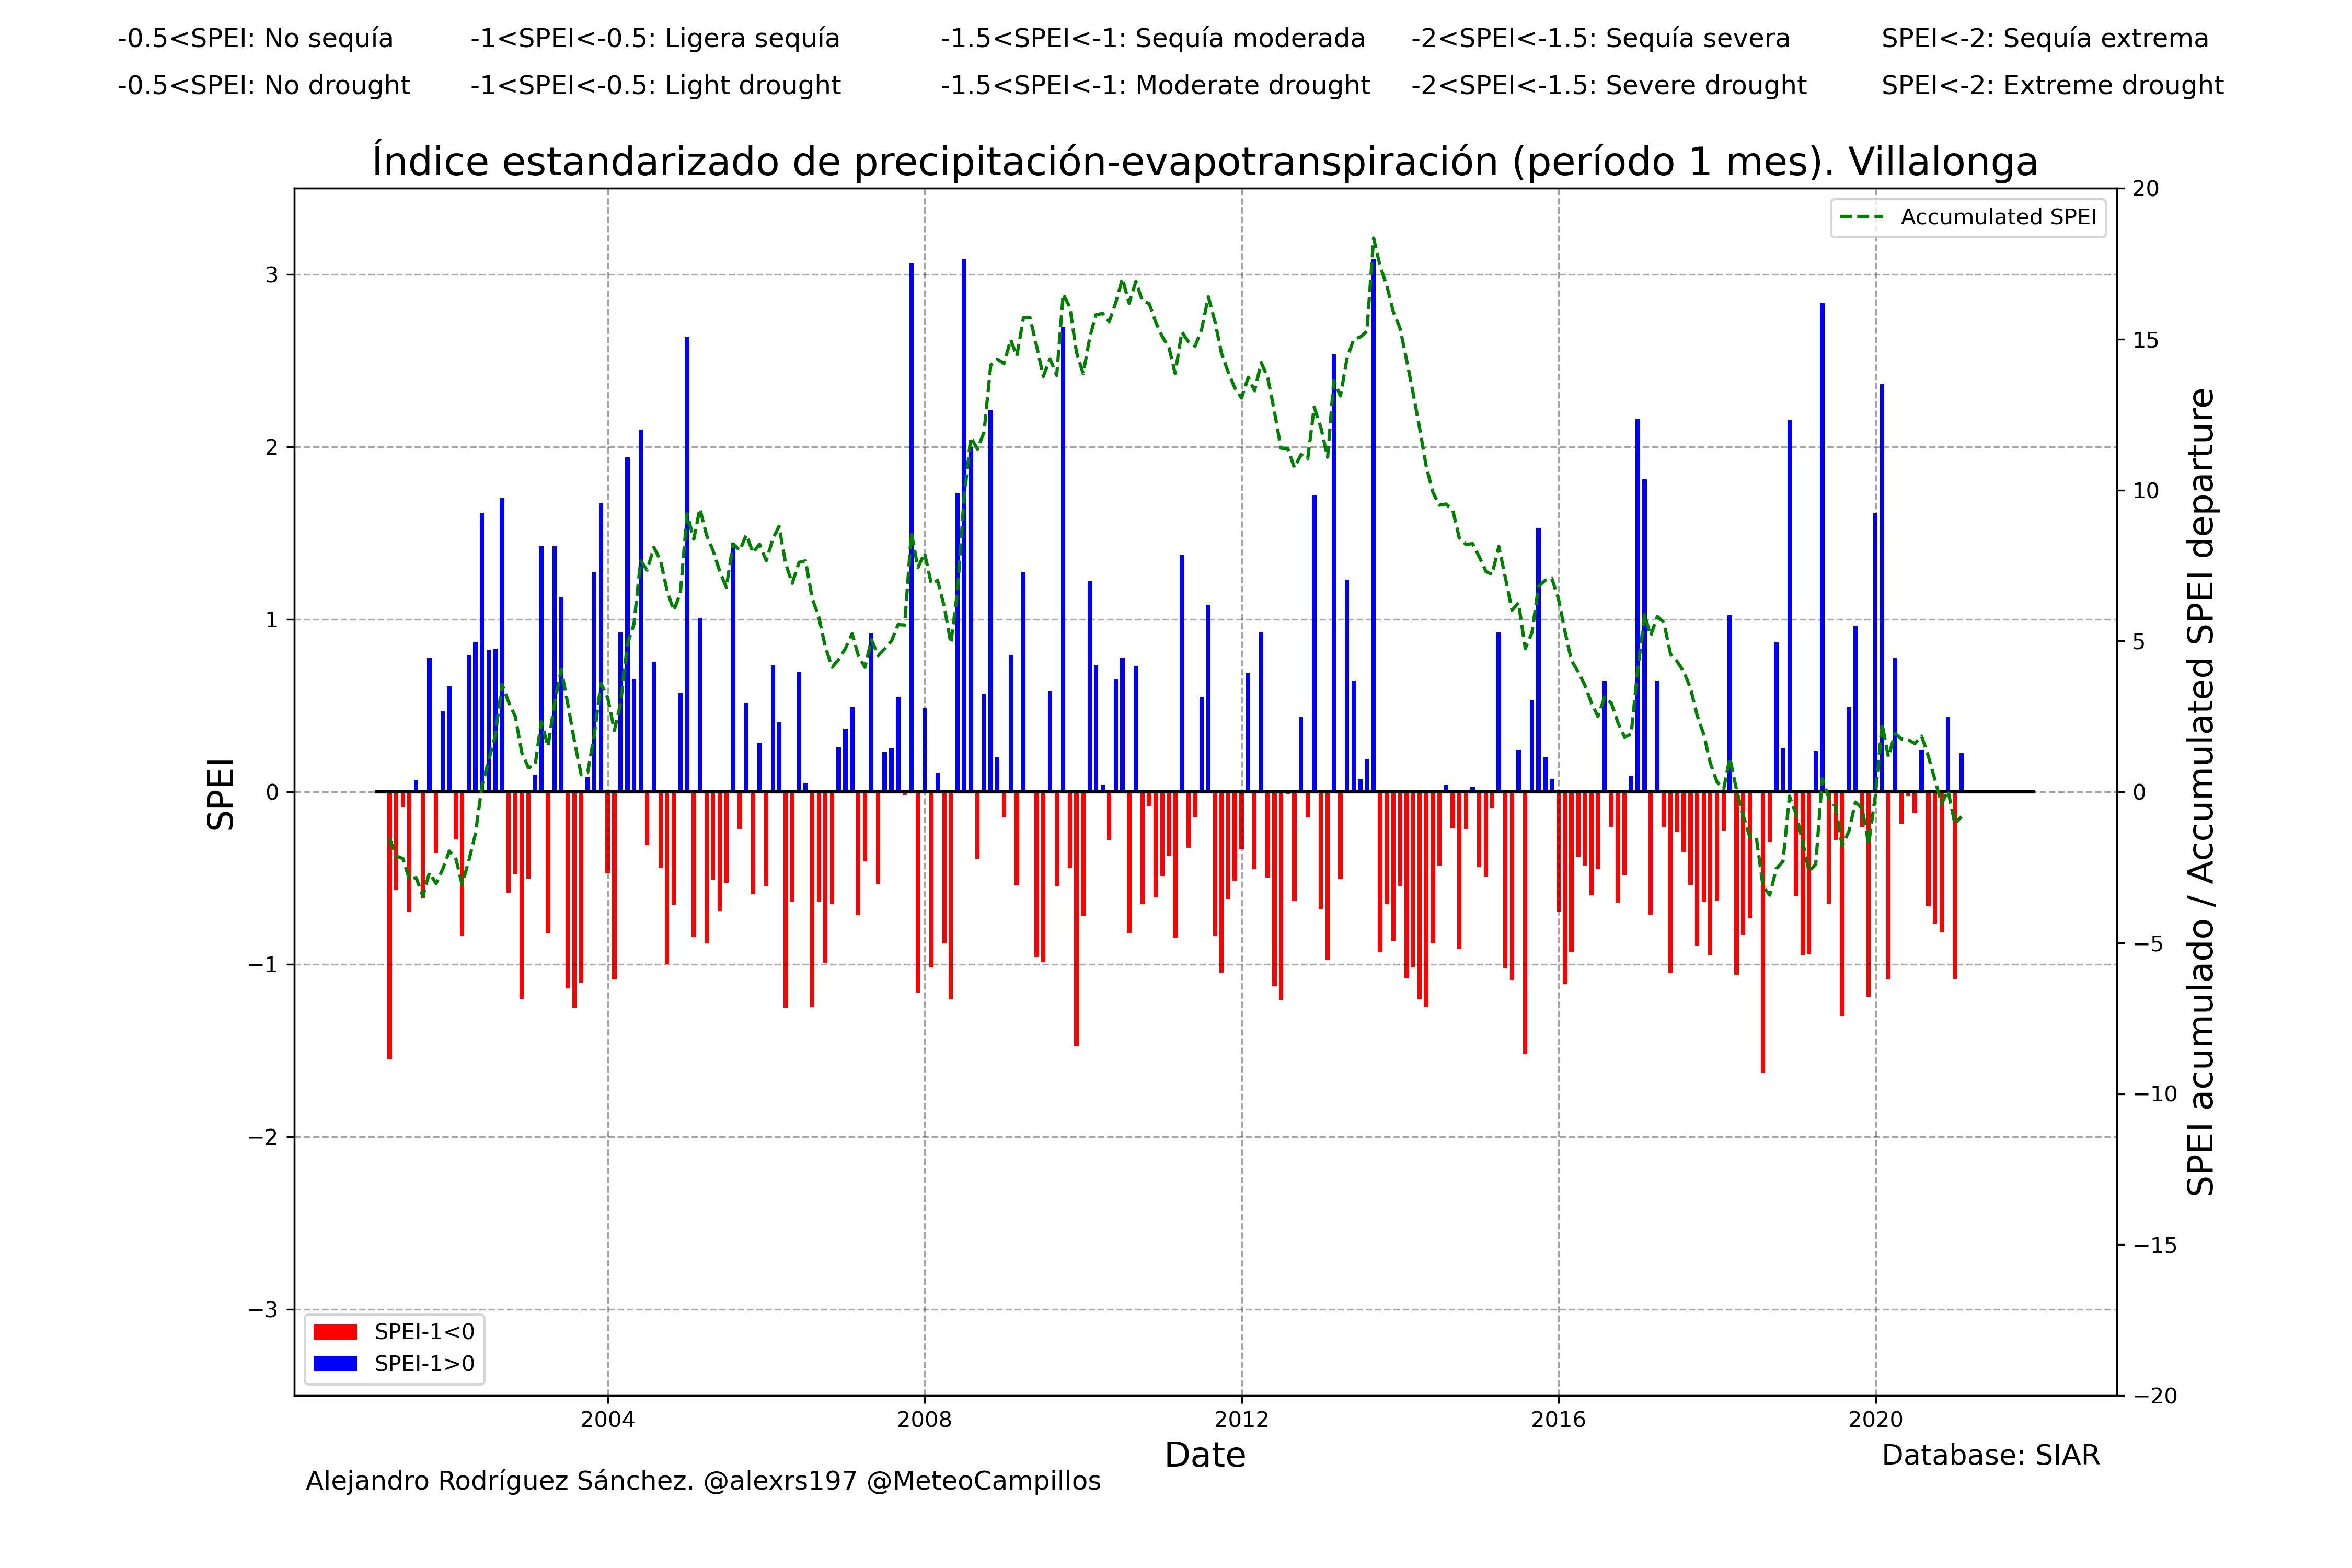 -0.5<SPEI: No sequía -1<SPEI<-0.5: Ligera sequía -1.5<SPEI<-1: Sequía moderada -2<SPEI<-1.5: Sequía severa SPEI<-2: Sequía extrema
-0.5<SPEI: No drought -1<SPEI<-0.5: Light drought -1.5<SPEI<-1: Moderate drought -2<SPEI<-1.5: Severe drought SPEI<-2: Extreme drought
Índice estandarizado de precipitación-evapotranspiración (período 1 mes). Villalonga
Accumulated SPEI
3
2
1
0
−1
−2
−3
SPEI
20
15
10
5
0
−5
−10
−15
−20
SPEI acumulado / Accumulated SPEI departure
SPEI-1<0
SPEI-1>0
2004 2008 2012 2016 2020
Date
Database: SIAR
Alejandro Rodríguez Sánchez. @alexrs197 @MeteoCampillos